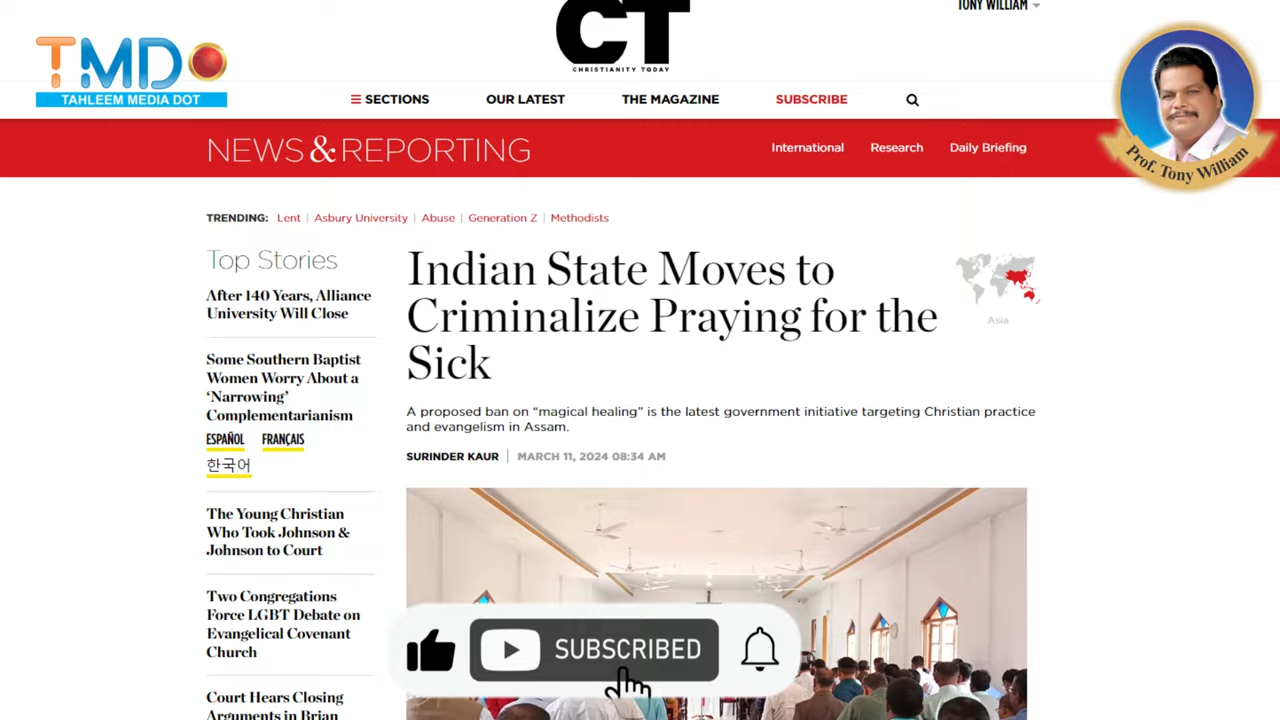 TONY WILLIAM
CT
CHRISTIANITY TODAY
TMD
TAHLEEM MEDIA DOT
SECTIONS
OUR LATEST
THE MAGAZINE
SUBSCRIBE
Prof. Tony William
NEWS & REPORTING
International
Research
Daily Briefing
TRENDING: Lent | Asbury University | Abuse | Generation Z | Methodists
Top Stories
After 140 Years, Alliance
University Will Close
Some Southern Baptist
Women Worry About a
‘Narrowing’
Complementarianism
ESPAÑOL FRANÇAIS
한국어
The Young Christian
Who Took Johnson &
Johnson to Court
Two Congregations
Force LGBT Debate on
Evangelical Covenant
Church
Court Hears Closing
Arguments in Brian
Indian State Moves to
Criminalize Praying for the
Sick
Asia
A proposed ban on “magical healing” is the latest government initiative targeting Christian practice
and evangelism in Assam.
SURINDER KAUR | MARCH 11, 2024 08:34 AM
SUBSCRIBED